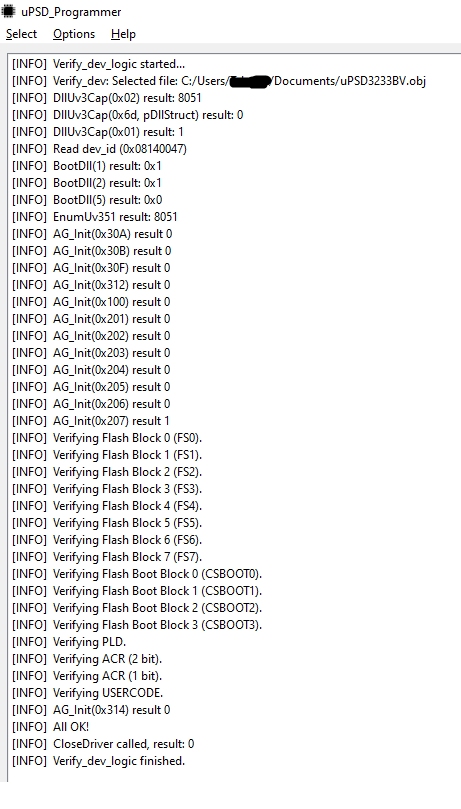 uPSD_Programmer
Select Options Help
[INFO] Verify_dev_logic started...
[INFO] Verify_dev: Selected file: C:/Users/ /Documents/uPSD3233BV.obj
[INFO] DllUv3Cap(0x02) result: 8051
[INFO] DllUv3Cap(0x6d, pDllStruct) result: 0
[INFO] DllUv3Cap(0x01) result: 1
[INFO] Read dev_id (0x08140047)
[INFO] BootDll(1) result: 0x1
[INFO] BootDll(2) result: 0x1
[INFO] BootDll(5) result: 0x0
[INFO] EnumUv351 result: 8051
[INFO] AG_Init(0x30A) result 0
[INFO] AG_Init(0x30B) result 0
[INFO] AG_Init(0x30F) result 0
[INFO] AG_Init(0x312) result 0
[INFO] AG_Init(0x100) result 0
[INFO] AG_Init(0x201) result 0
[INFO] AG_Init(0x202) result 0
[INFO] AG_Init(0x203) result 0
[INFO] AG_Init(0x204) result 0
[INFO] AG_Init(0x205) result 0
[INFO] AG_Init(0x206) result 0
[INFO] AG_Init(0x207) result 1
[INFO] Verifying Flash Block 0 (FS0).
[INFO] Verifying Flash Block 1 (FS1).
[INFO] Verifying Flash Block 2 (FS2).
[INFO] Verifying Flash Block 3 (FS3).
[INFO] Verifying Flash Block 4 (FS4).
[INFO] Verifying Flash Block 5 (FS5).
[INFO] Verifying Flash Block 6 (FS6).
[INFO] Verifying Flash Block 7 (FS7).
[INFO] Verifying Flash Boot Block 0 (CSBOOT0).
[INFO] Verifying Flash Boot Block 1 (CSBOOT1).
[INFO] Verifying Flash Boot Block 2 (CSBOOT2).
[INFO] Verifying Flash Boot Block 3 (CSBOOT3).
[INFO] Verifying PLD.
[INFO] Verifying ACR (2 bit).
[INFO] Verifying ACR (1 bit).
[INFO] Verifying USERCODE.
[INFO] AG_Init(0x314) result 0
[INFO] All OK!
[INFO] CloseDriver called, result: 0
[INFO] Verify_dev_logic finished.